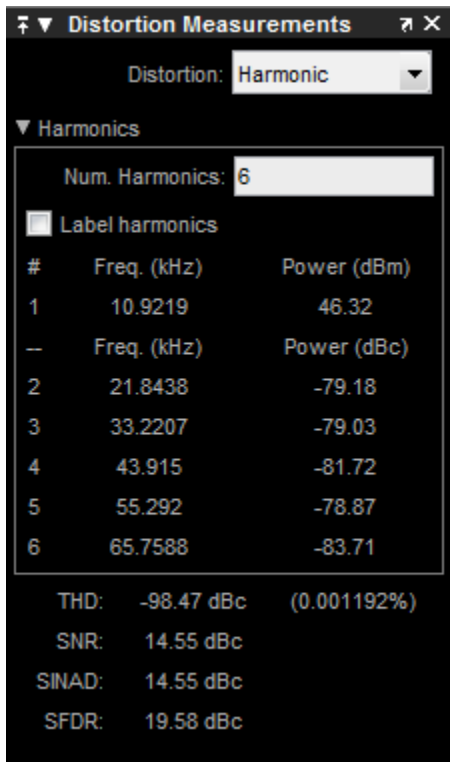 Distortion Measurements
Distortion: Harmonic
Harmonics
Num. Harmonics: 6
Label harmonics
# Freq. (kHz) Power (dBm)
1 10.9219 46.32
-- Freq. (kHz) Power (dBc)
2 21.8438 -79.18
3 33.2207 -79.03
4 43.915 -81.72
5 55.292 -78.87
6 65.7588 -83.71
THD: -98.47 dBc (0.001192%)
SNR: 14.55 dBc
SINAD: 14.55 dBc
SFDR: 19.58 dBc